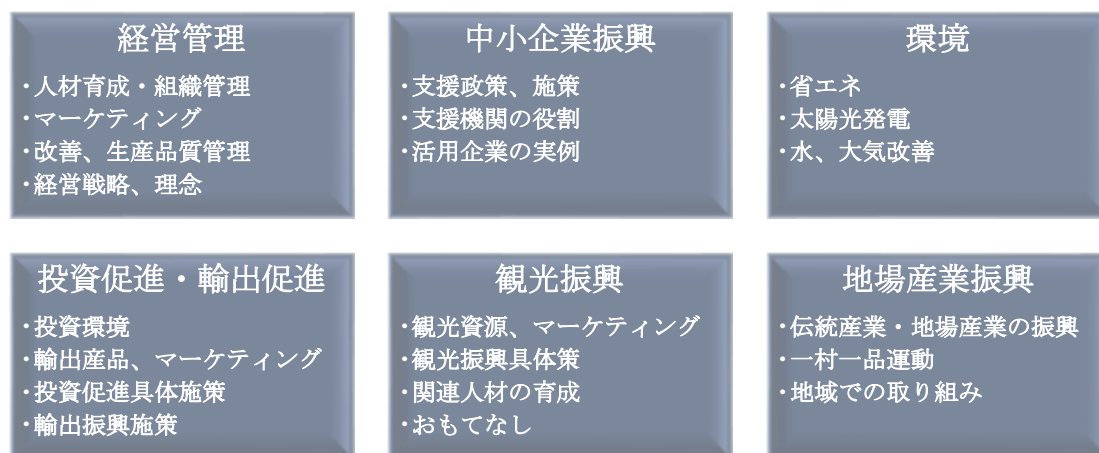 経営管理
・人材育成・組織管理
・マーケティング
・改善、生産品質管理
・経営戦略、理念
中小企業振興
・支援政策、施策
・支援機関の役割
・活用企業の実例
環境
・省エネ
・太陽光発電
・水、大気改善
投資促進・輸出促進
・投資環境
・輸出産品、マーケティング
・投資促進具体施策
・輸出振興施策
観光振興
・観光資源、マーケティング
・観光振興具体策
・関連人材の育成
・おもてなし
地場産業振興
・伝統産業・地場産業の振興
・一村一品運動
・地域での取り組み